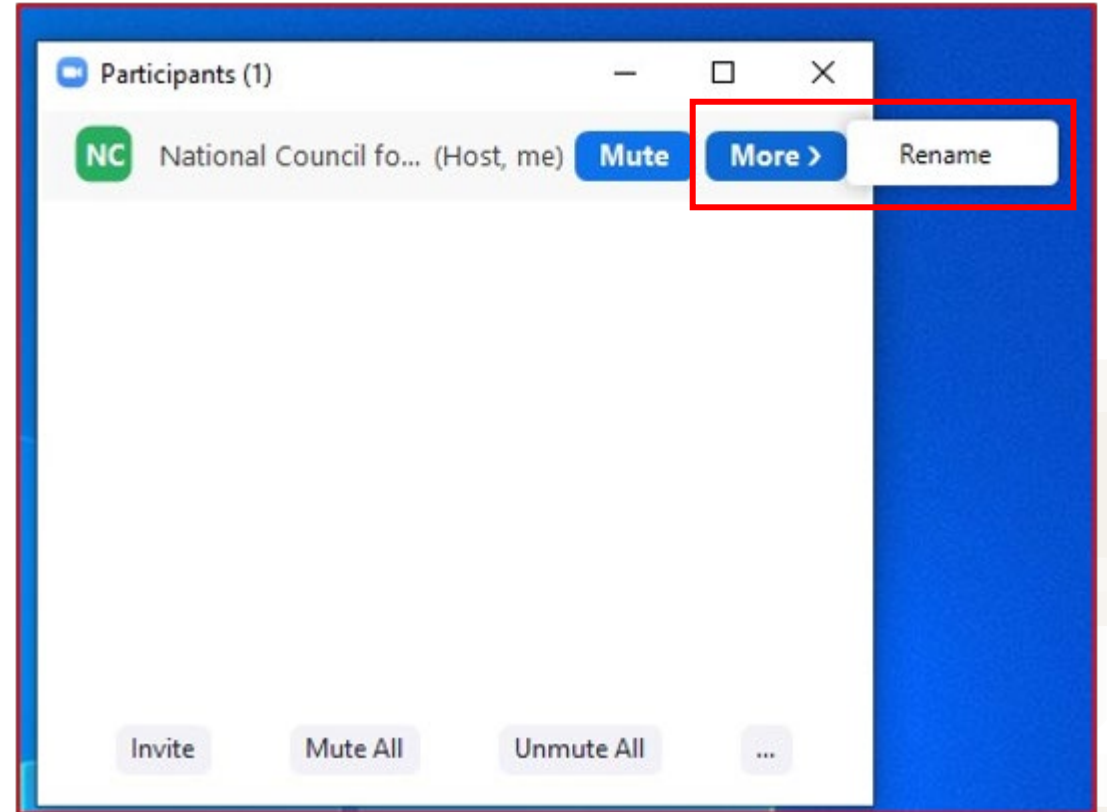 Participants (1)
NC National Council fo... (Host, me) Mute More > Rename
Invite Mute All Unmute All ...